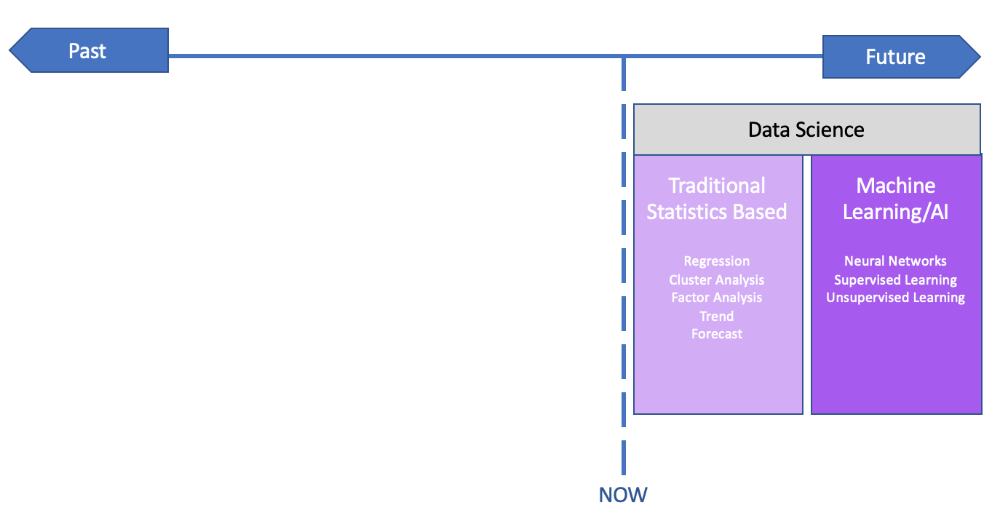 Past
Future
Data Science
Traditional
Statistics Based
Regression
Cluster Analysis
Factor Analysis
Trend
Forecast
Machine
Learning/AI
Neural Networks
Supervised Learning
Unsupervised Learning
NOW